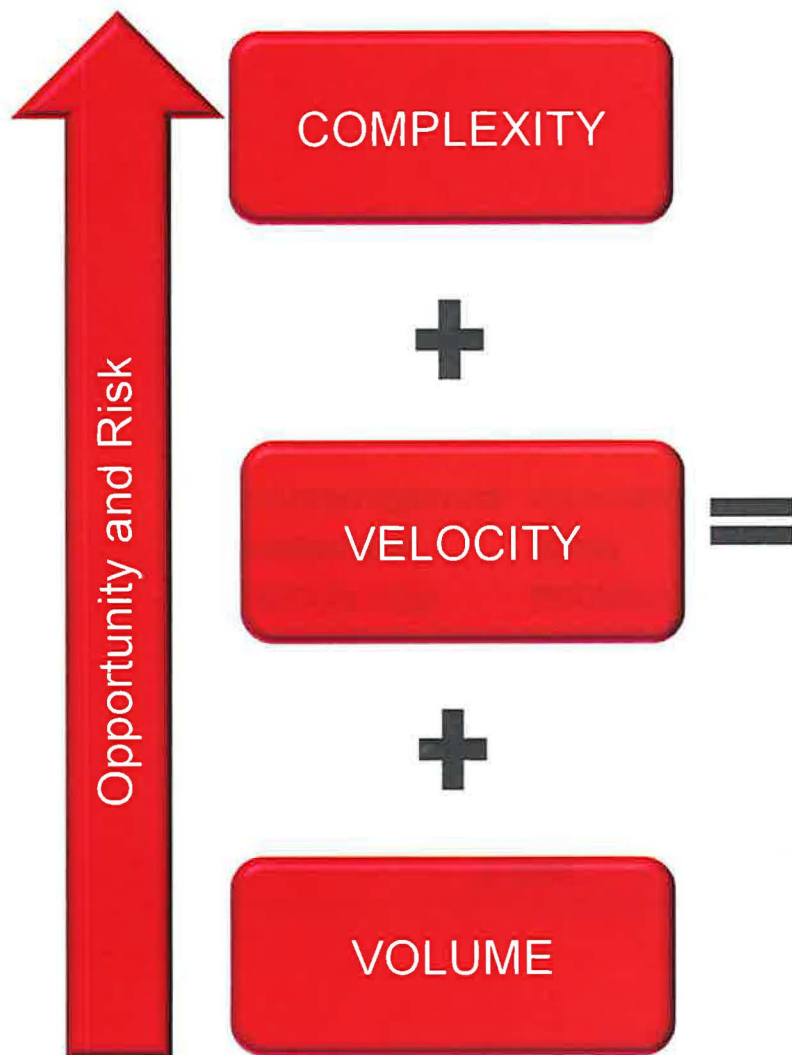 COMPLEXITY
+
Opportunity and Risk
VELOCITY
=
+
VOLUME